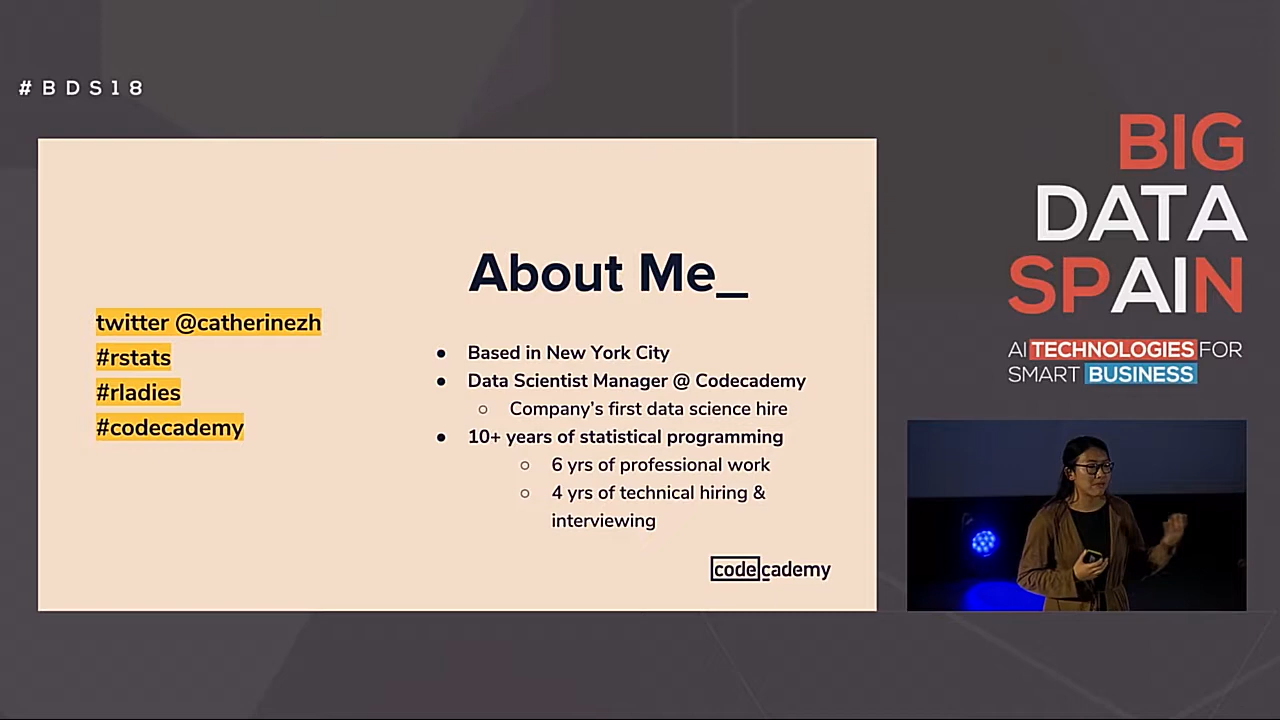 #BDS18
BIG
DATA
SPAIN
AI TECHNOLOGIES FOR
SMART BUSINESS
About Me_
twitter @catherinezh
#rstats
#rladies
#codecademy
● Based in New York City
● Data Scientist Manager @ Codecademy
○ Company's first data science hire
● 10+ years of statistical programming
○ 6 yrs of professional work
○ 4 yrs of technical hiring &
interviewing
codecademy